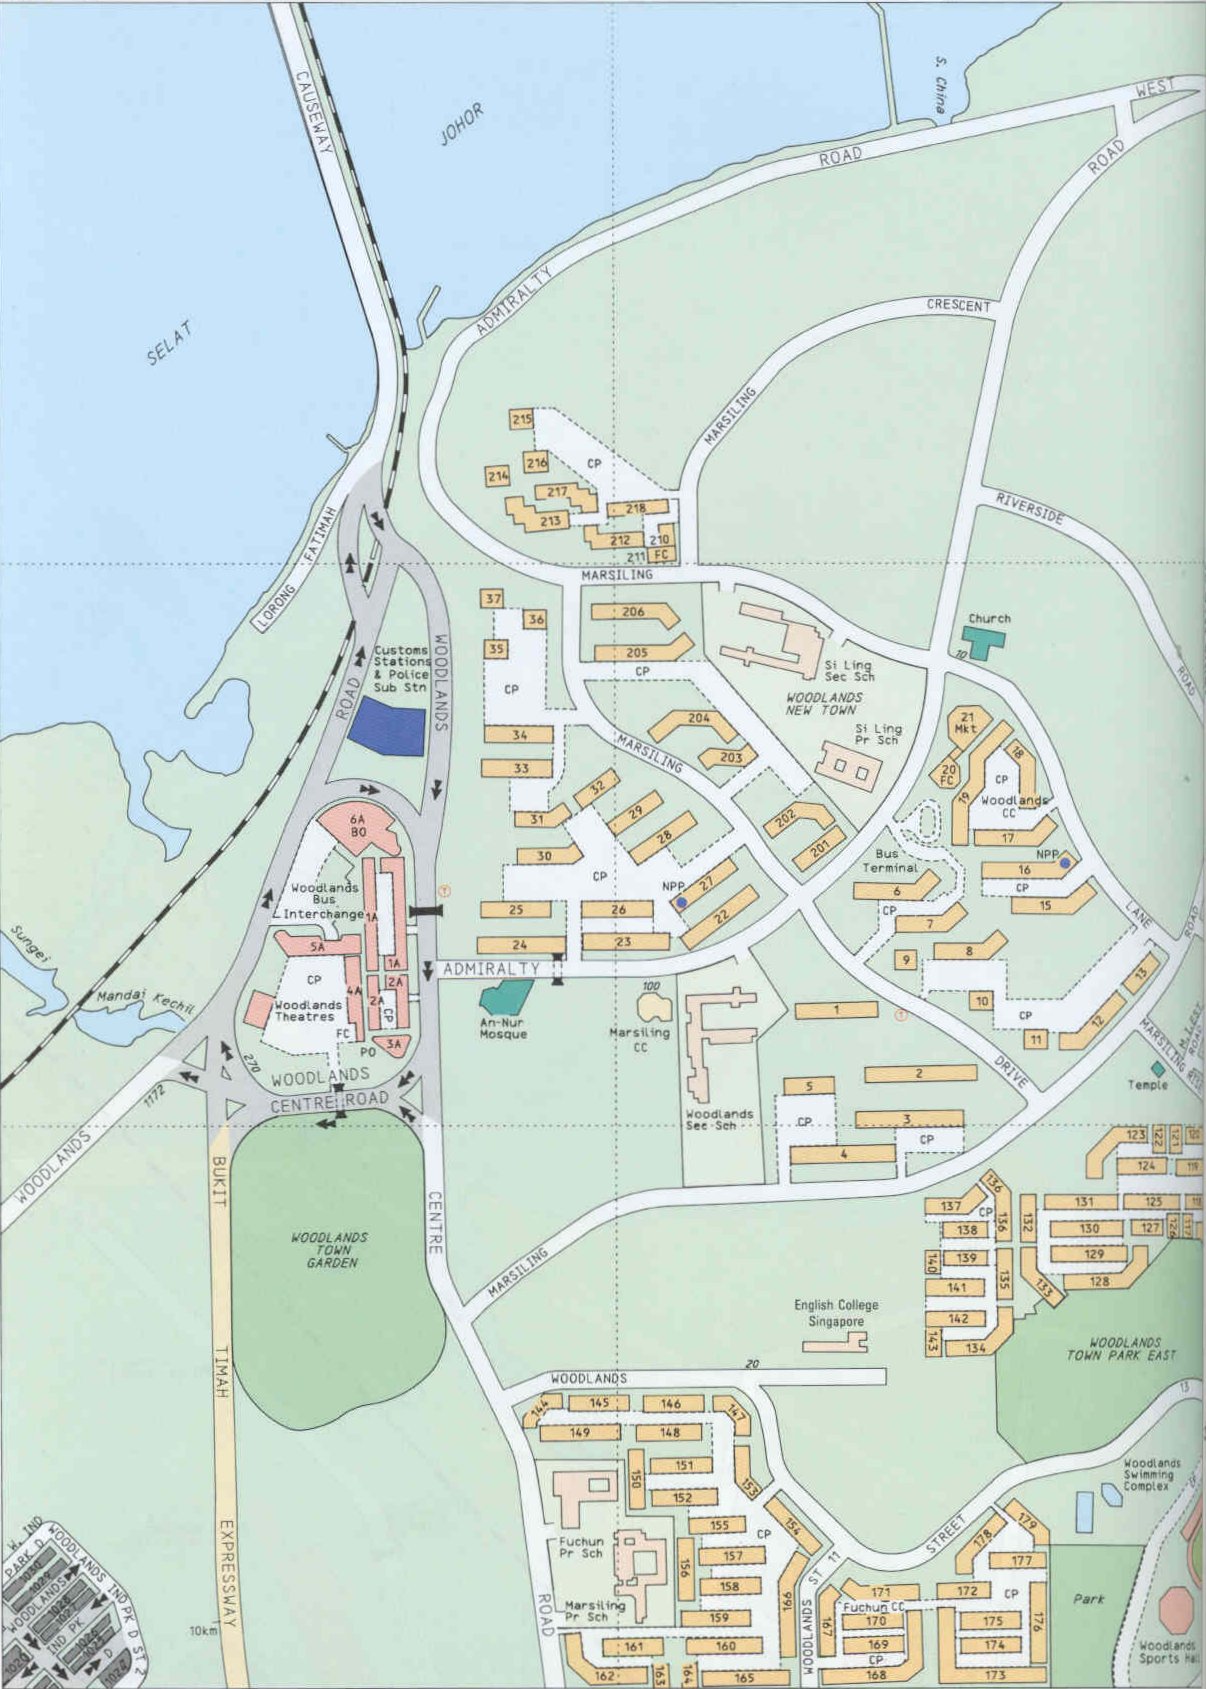 CAUSEWAY
JOHOR
S. China
WEST
ROAD
ROAD
ADMIRALTY
SELAT
CRESCENT
MARSILING
215
CP
216
214
217
218
213
212
210
211
FC
RIVERSIDE
ROAD
LORONG FATIMAH
MARSILING
37
36
35
CP
206
205
CP
Church
10
Customs
Stations
& Police
Sub Stn
ROAD
WOODLANDS
Si Ling
Sec Sch
WOODLANDS
NEW TOWN
Si Ling
Pr Sch
34
33
MARSILING
204
203
21
Mkt
18
20
FC
CP
19
Woodlands
CC
17
32
31
29
28
30
202
201
6A
BO
Bus
Terminal
NPP
16
CP
15
6
CP
7
Woodlands
Bus
Interchange
1A
CP
NPP
27
22
25
26
24
23
T
LANE
ROAD
5A
CP
1A
2A
4A
2A
CP
Woodlands
Theatres
FC
3A
PO
Sungei
Mandai Kechil
ADMIRALTY
An-Nur
Mosque
100
Marsiling
CC
8
9
10
CP
11
12
13
1
T
DRIVE
MARSILING
Temple
270
1172
WOODLANDS
CENTRE ROAD
Woodlands
Sec Sch
2
5
3
CP
CP
4
WOODLANDS
BUKIT
CENTRE
WOODLANDS
TOWN
GARDEN
MARSILING
123
122
121
120
124
119
136
137
CP
136
132
131
125
138
130
127
126
139
140
129
135
133
128
141
142
143
134
English College
Singapore
WOODLANDS
TOWN PARK EAST
TIMAH
WOODLANDS
20
13
144
145
146
147
149
148
151
150
153
152
154
155
CP
156
157
158
159
160
161
162
163
164
165
166
Woodlands
Swimming
Complex
Fuchun
Pr Sch
Marsiling
Pr Sch
STREET
WOODLANDS ST 11
179
178
177
171
172
CP
Fuchun CC
167
170
175
176
169
174
CP
168
173
Park
Woodlands
Sports Hall
EXPRESSWAY
10km
ROAD
W. IND
PARK D
WOODLANDS IND PK D ST 2
1030
1029
WOODLANDS
IND PK
D
1028
1027
1026
1025